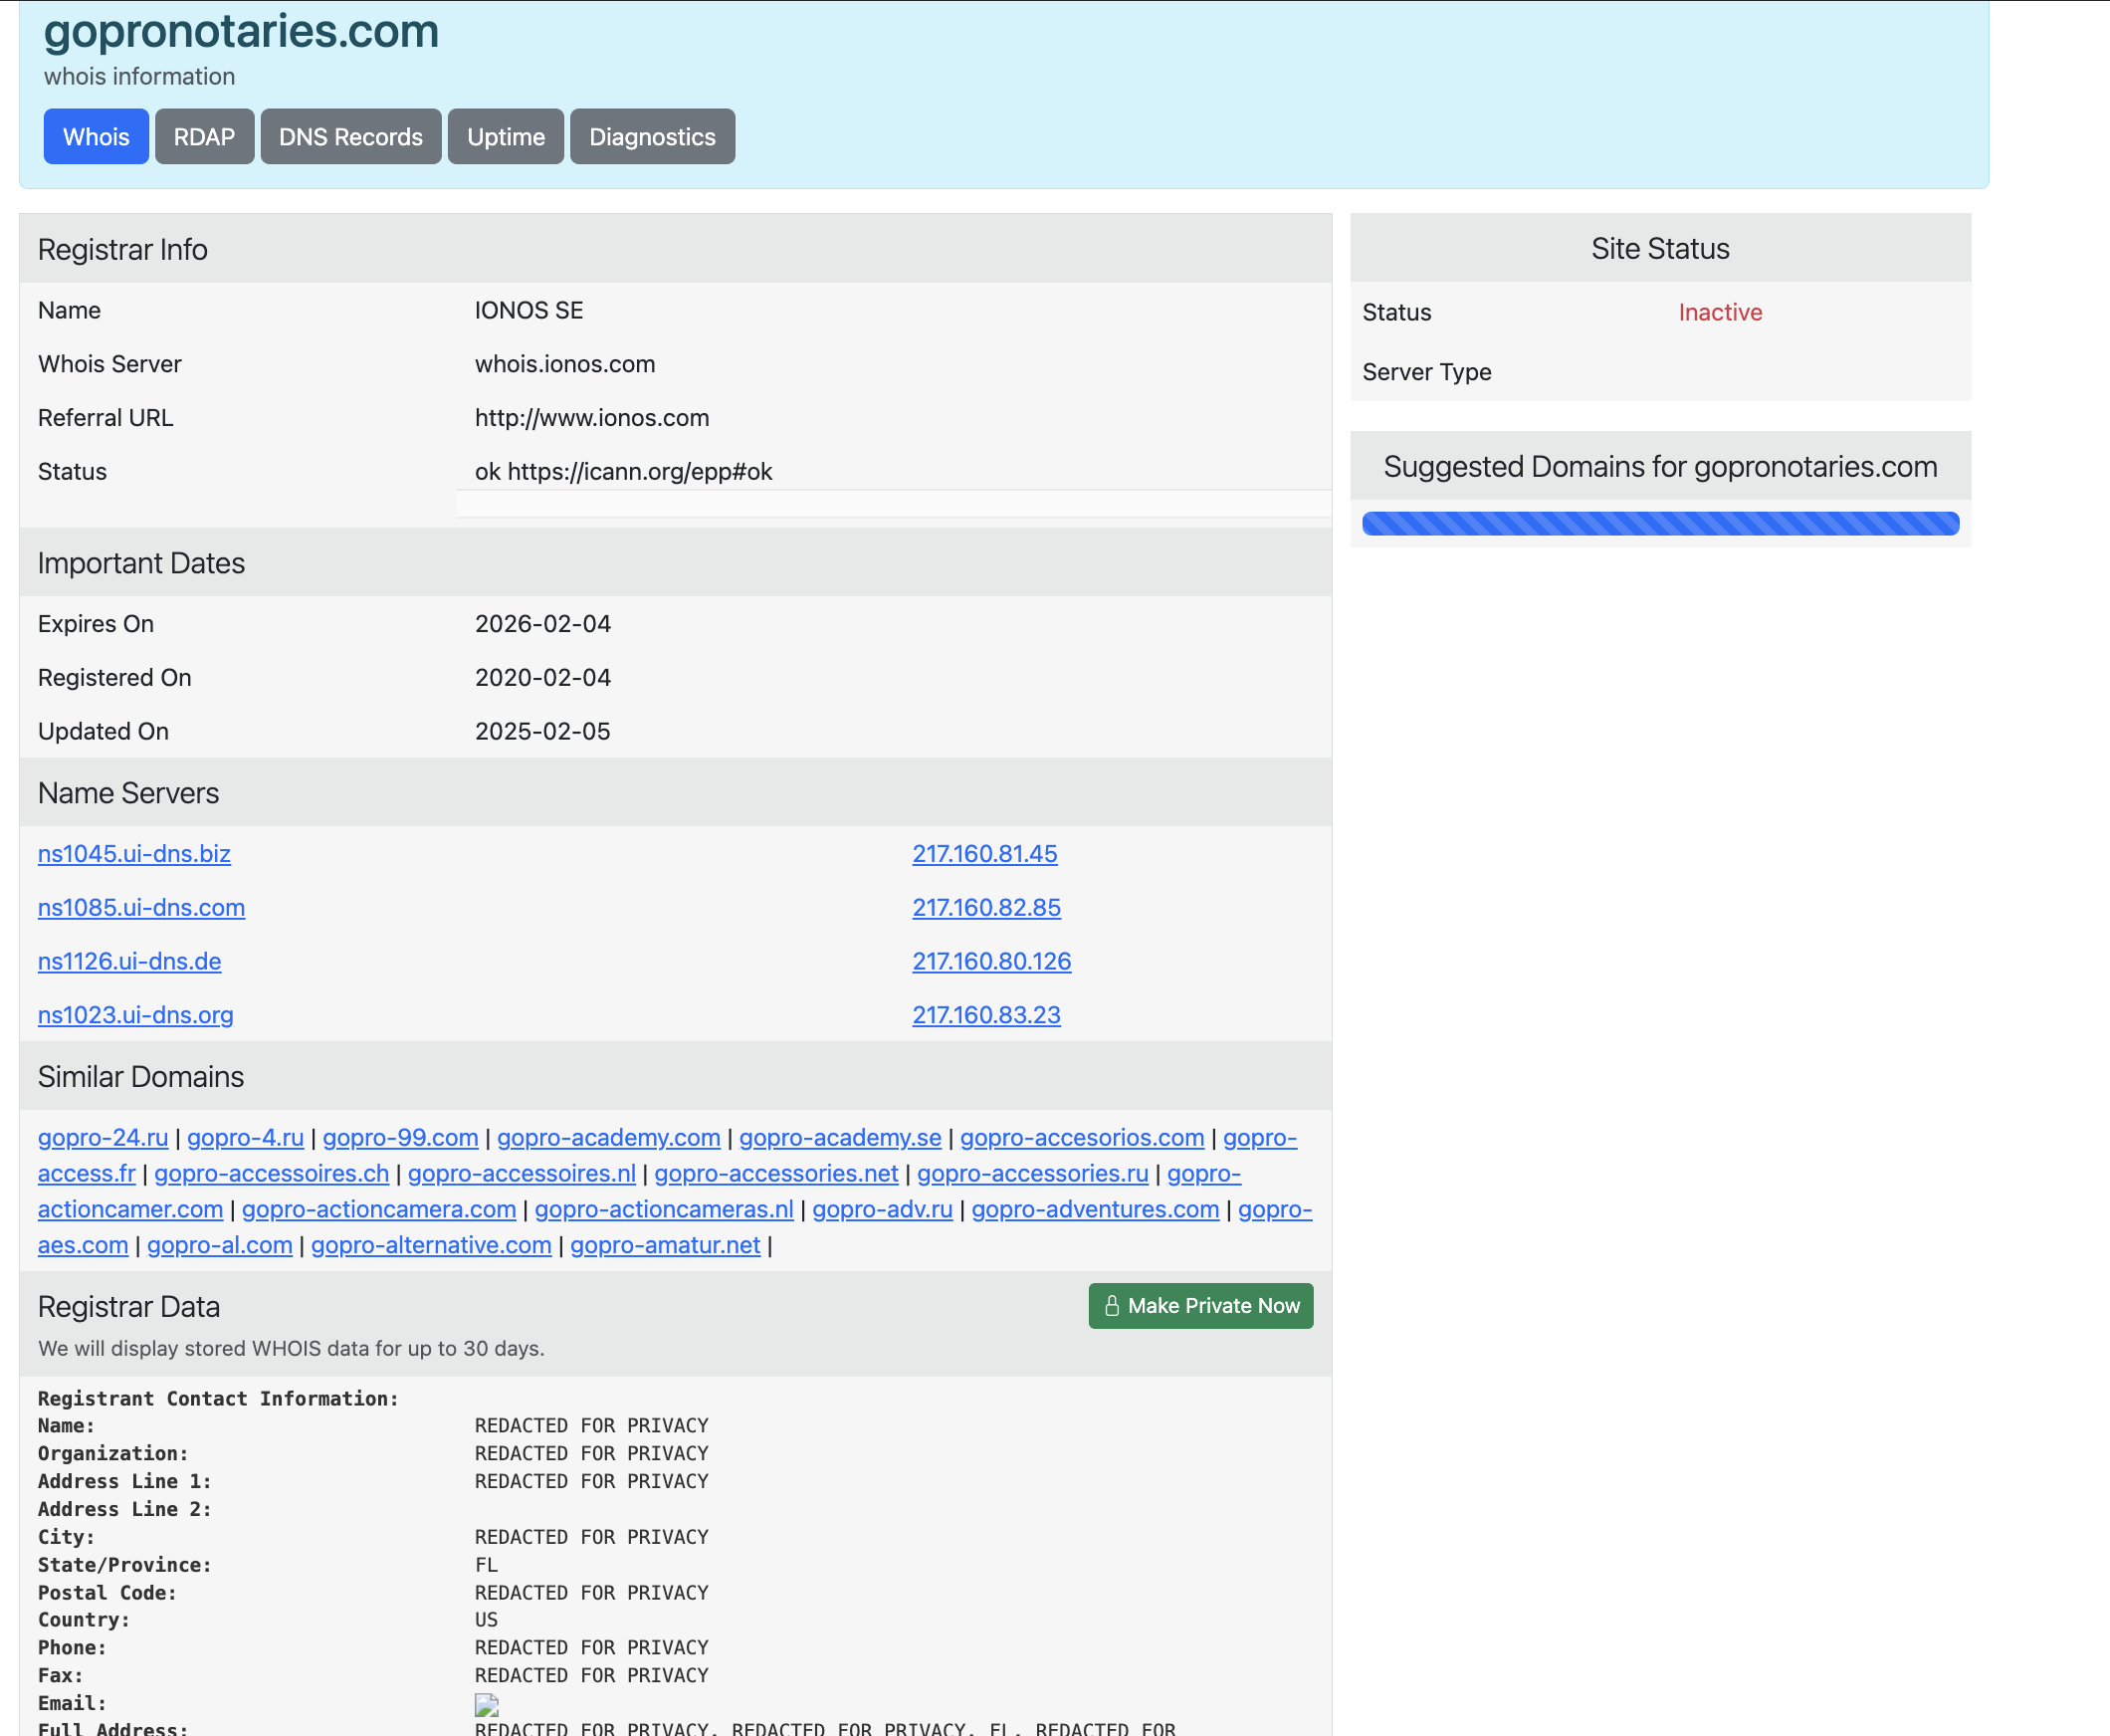 gopronotaries.com
whois information
Whois RDAP DNS Records Uptime Diagnostics
Registrar Info
Name IONOS SE
Whois Server whois.ionos.com
Referral URL http://www.ionos.com
Status ok https://icann.org/epp#ok
Important Dates
Expires On 2026-02-04
Registered On 2020-02-04
Updated On 2025-02-05
Name Servers
ns1045.ui-dns.biz 217.160.81.45
ns1085.ui-dns.com 217.160.82.85
ns1126.ui-dns.de 217.160.80.126
ns1023.ui-dns.org 217.160.83.23
Similar Domains
gopro-24.ru | gopro-4.ru | gopro-99.com | gopro-academy.com | gopro-academy.se | gopro-accesorios.com | gopro-
access.fr | gopro-accessoires.ch | gopro-accessoires.nl | gopro-accessories.net | gopro-accessories.ru | gopro-
actioncamer.com | gopro-actioncamera.com | gopro-actioncameras.nl | gopro-adv.ru | gopro-adventures.com | gopro-
aes.com | gopro-al.com | gopro-alternative.com | gopro-amatur.net |
Registrar Data
Make Private Now
We will display stored WHOIS data for up to 30 days.
Registrant Contact Information:
Name: REDACTED FOR PRIVACY
Organization: REDACTED FOR PRIVACY
Address Line 1: REDACTED FOR PRIVACY
Address Line 2:
City: REDACTED FOR PRIVACY
State/Province: FL
Postal Code: REDACTED FOR PRIVACY
Country: US
Phone: REDACTED FOR PRIVACY
Fax: REDACTED FOR PRIVACY
Email:
Full Address: REDACTED FOR PRIVACY, REDACTED FOR PRIVACY, FL, REDACTED FOR
Site Status
Status Inactive
Server Type
Suggested Domains for gopronotaries.com